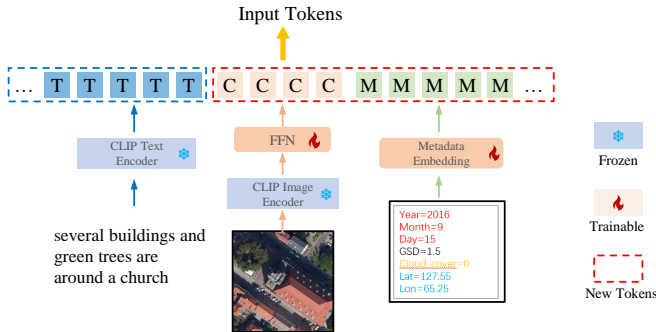 Input Tokens
... T T T T T C C C C M M M M M ...
CLIP Text
Encoder
FFN
Metadata
Embedding
CLIP Image
Encoder
Frozen
several buildings and
green trees are
around a church
Year=2016
Month=9
Day=15
GSD=1.5
Cloud_cover=0
Lat=127.55
Lon=65.25
Trainable
New Tokens